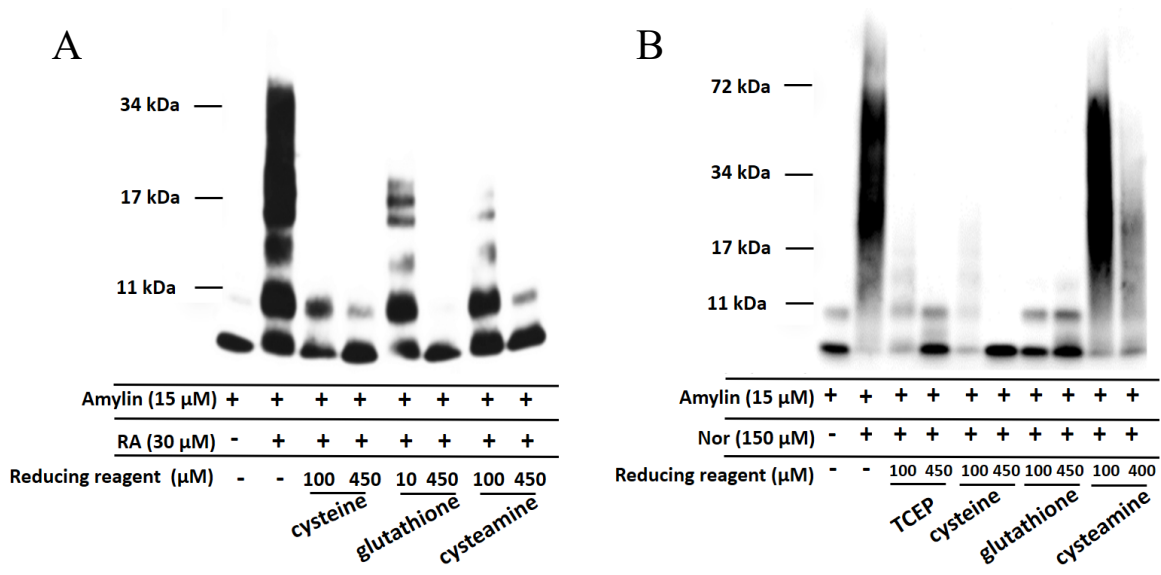 A
34 kDa
17 kDa
11 kDa
Amylin (15 µM) + + + + + + + +
RA (30 µM) - + + + + + + +
Reducing reagent (µM) - - 100 450 10 450 100 450
cysteine glutathione cysteamine
B
72 kDa
34 kDa
17 kDa
11 kDa
Amylin (15 µM) + + + + + + + + + +
Nor (150 µM) - + + + + + + + + +
Reducing reagent (µM) - - 100 450 100 450 100 450 100 400
TCEP cysteine glutathione cysteamine